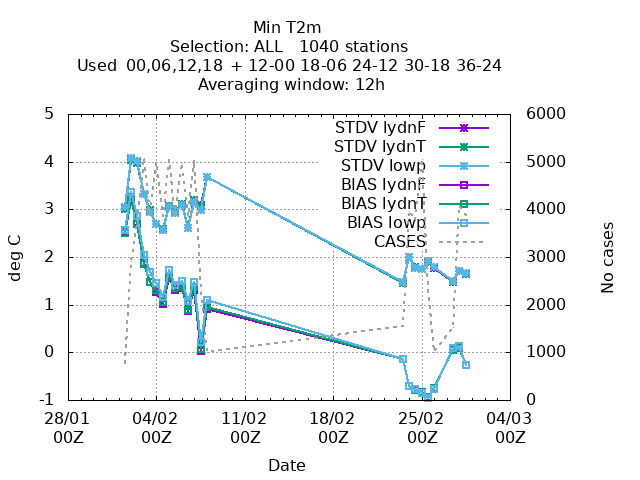 Min T2m
Selection: ALL   1040 stations
Used  00,06,12,18  + 12-00 18-06 24-12 30-18 36-24
Averaging window: 12h
5
4
3
2
1
0
-1
deg C
6000
5000
4000
3000
2000
1000
0
No cases
STDV lydnF
STDV lydnT
STDV lowp
BIAS lydnF
BIAS lydnT
BIAS lowp
CASES
28/01 04/02 11/02 18/02 25/02 04/03
00Z 00Z 00Z 00Z 00Z 00Z
Date